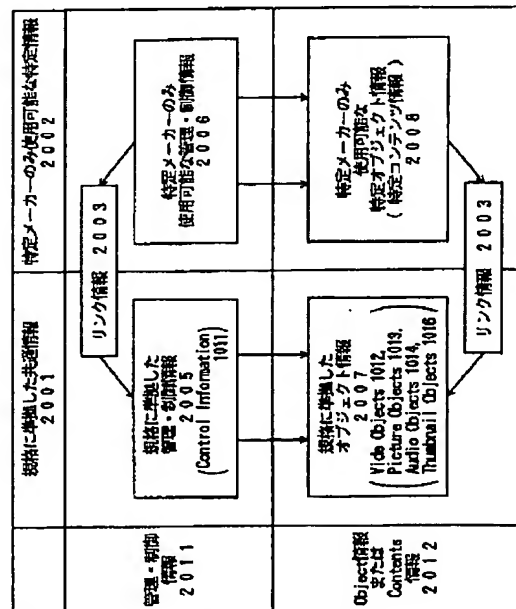 規格に準拠した共通情報
2001
特定メーカーのみ使用可能な特定情報
2002
管理・制御
情報
2011
規格に準拠した
管理・制御情報
2005
(Control Information
1011)
リンク情報 2003
特定メーカーのみ
使用可能な管理・制御情報
2006
Object情報
または
Contents
情報
2012
規格に準拠した
オブジェクト情報
2007
(Vide Objects 1012,
Picture Objects 1013,
Audio Objects 1014,
Thumbnail Objects 1016)
特定メーカーのみ
使用可能な
特定オブジェクト情報
(特定コンテンツ情報)
2008
リンク情報 2003